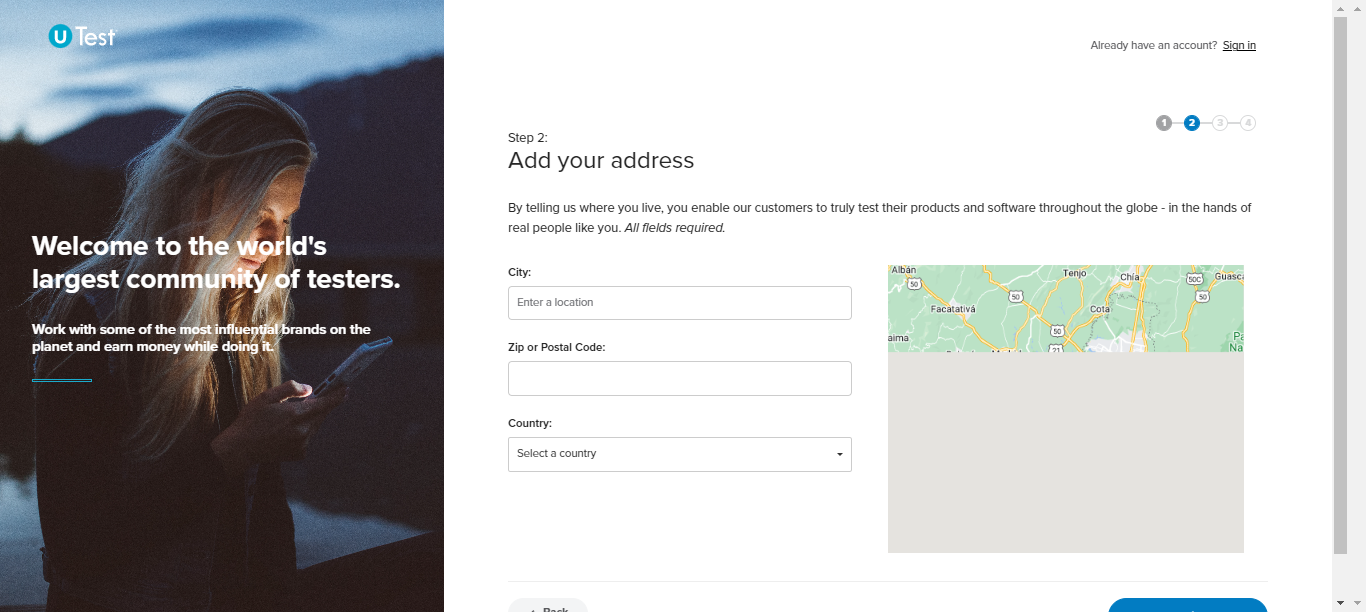 U Test
Already have an account? Sign in
1 2 3 4
Step 2:
Add your address
By telling us where you live, you enable our customers to truly test their products and software throughout the globe - in the hands of
real people like you. All fields required.
Welcome to the world's
largest community of testers.
Work with some of the most influential brands on the
planet and earn money while doing it.
City:
Enter a location
Zip or Postal Code:
Country:
Select a country
Albán
Tenjo
Chía
50C
Guasca
50
50
50
Facatativá
Cota
50
21
Back